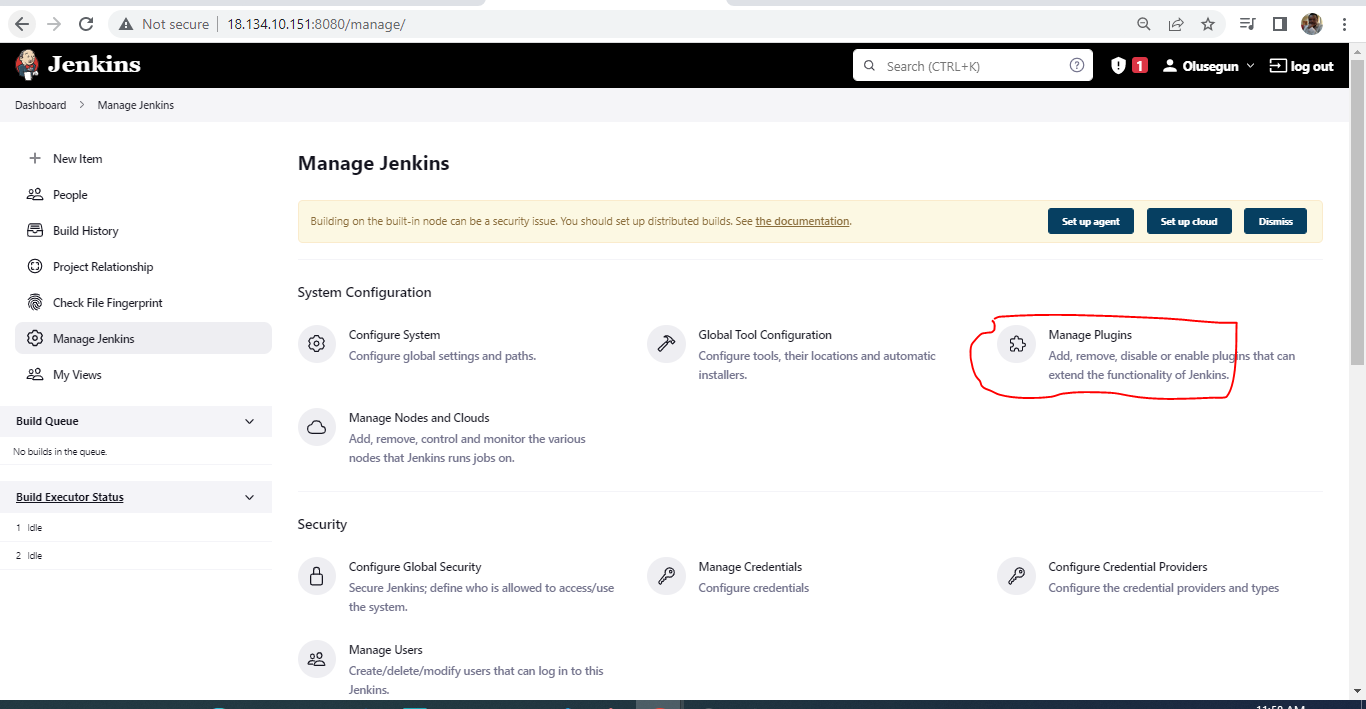 Not secure 18.134.10.151:8080/manage/
Jenkins
Search (CTRL+K)
1
Olusegun
log out
Dashboard > Manage Jenkins
New Item
People
Build History
Project Relationship
Check File Fingerprint
Manage Jenkins
My Views
Build Queue
No builds in the queue.
Build Executor Status
1 Idle
2 Idle
Manage Jenkins
Building on the built-in node can be a security issue. You should set up distributed builds. See the documentation.
Set up agent
Set up cloud
Dismiss
System Configuration
Configure System
Configure global settings and paths.
Global Tool Configuration
Configure tools, their locations and automatic
installers.
Manage Plugins
Add, remove, disable or enable plugins that can
extend the functionality of Jenkins.
Manage Nodes and Clouds
Add, remove, control and monitor the various
nodes that Jenkins runs jobs on.
Security
Configure Global Security
Secure Jenkins; define who is allowed to access/use
the system.
Manage Credentials
Configure credentials
Configure Credential Providers
Configure the credential providers and types
Manage Users
Create/delete/modify users that can log in to this
Jenkins.